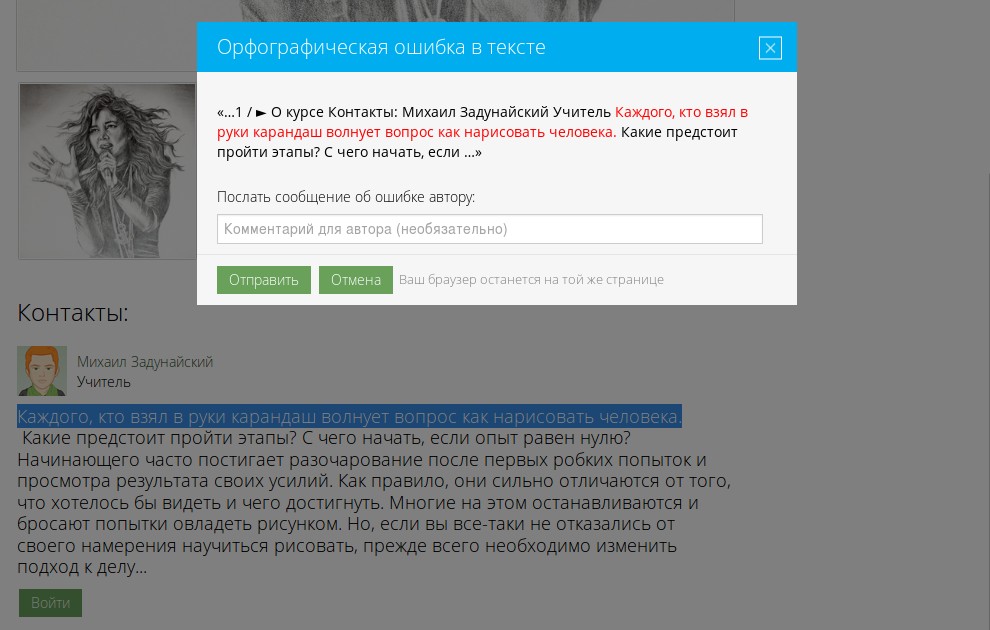 Орфографическая ошибка в тексте
«...1 / ► О курсе Контакты: Михаил Задунайский Учитель Каждого, кто взял в
руки карандаш волнует вопрос как нарисовать человека. Какие предстоит
пройти этапы? С чего начать, если ...»
Послать сообщение об ошибке автору:
Комментарий для автора (необязательно)
Отправить Отмена Ваш браузер останется на той же странице
Контакты:
Михаил Задунайский
Учитель
Каждого, кто взял в руки карандаш волнует вопрос как нарисовать человека.
Какие предстоит пройти этапы? С чего начать, если опыт равен нулю?
Начинающего часто постигает разочарование после первых робких попыток и
просмотра результата своих усилий. Как правило, они сильно отличаются от того,
что хотелось бы видеть и чего достигнуть. Многие на этом останавливаются и
бросают попытки овладеть рисунком. Но, если вы все-таки не отказались от
своего намерения научиться рисовать, прежде всего необходимо изменить
подход к делу...
Войти